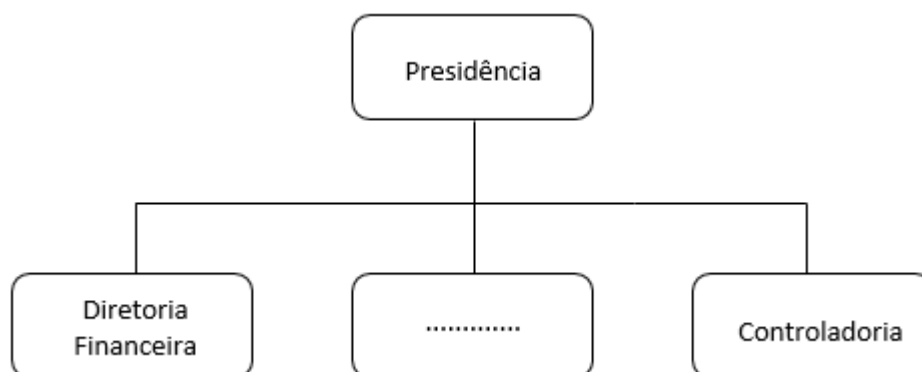 Presidência
Diretoria
Financeira
.............
Controladoria